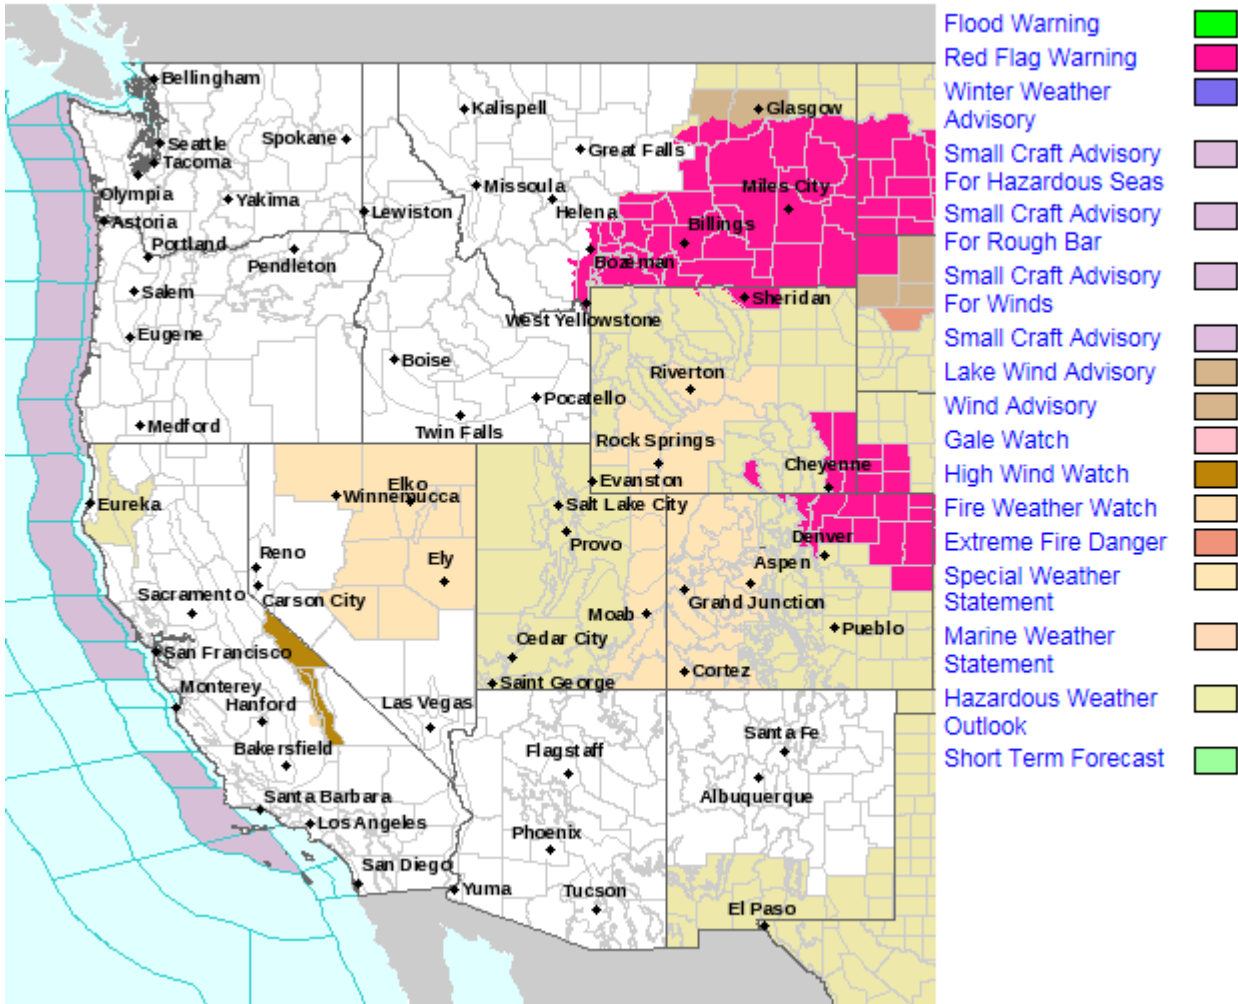 Bellingham
Seattle
Tacoma
Olympia
Spokane
Yakima
Astoria
Portland
Pendleton
Lewiston
Salem
Eugene
Medford
Kalispell
Great Falls
Missoula
Helena
Glasgow
Miles City
Billings
Bozeman
West Yellowstone
Sheridan
Boise
Pocatello
Twin Falls
Riverton
Rock Springs
Evanston
Cheyenne
Eureka
Elko
Winnemucca
Ely
Reno
Carson City
Sacramento
San Francisco
Monterey
Hanford
Bakersfield
Las Vegas
Salt Lake City
Provo
Moab
Cedar City
Saint George
Denver
Aspen
Grand Junction
Pueblo
Cortez
Santa Barbara
Los Angeles
San Diego
Yuma
Flagstaff
Phoenix
Tucson
Santa Fe
Albuquerque
El Paso
Flood Warning
Red Flag Warning
Winter Weather
Advisory
Small Craft Advisory
For Hazardous Seas
Small Craft Advisory
For Rough Bar
Small Craft Advisory
For Winds
Small Craft Advisory
Lake Wind Advisory
Wind Advisory
Gale Watch
High Wind Watch
Fire Weather Watch
Extreme Fire Danger
Special Weather
Statement
Marine Weather
Statement
Hazardous Weather
Outlook
Short Term Forecast